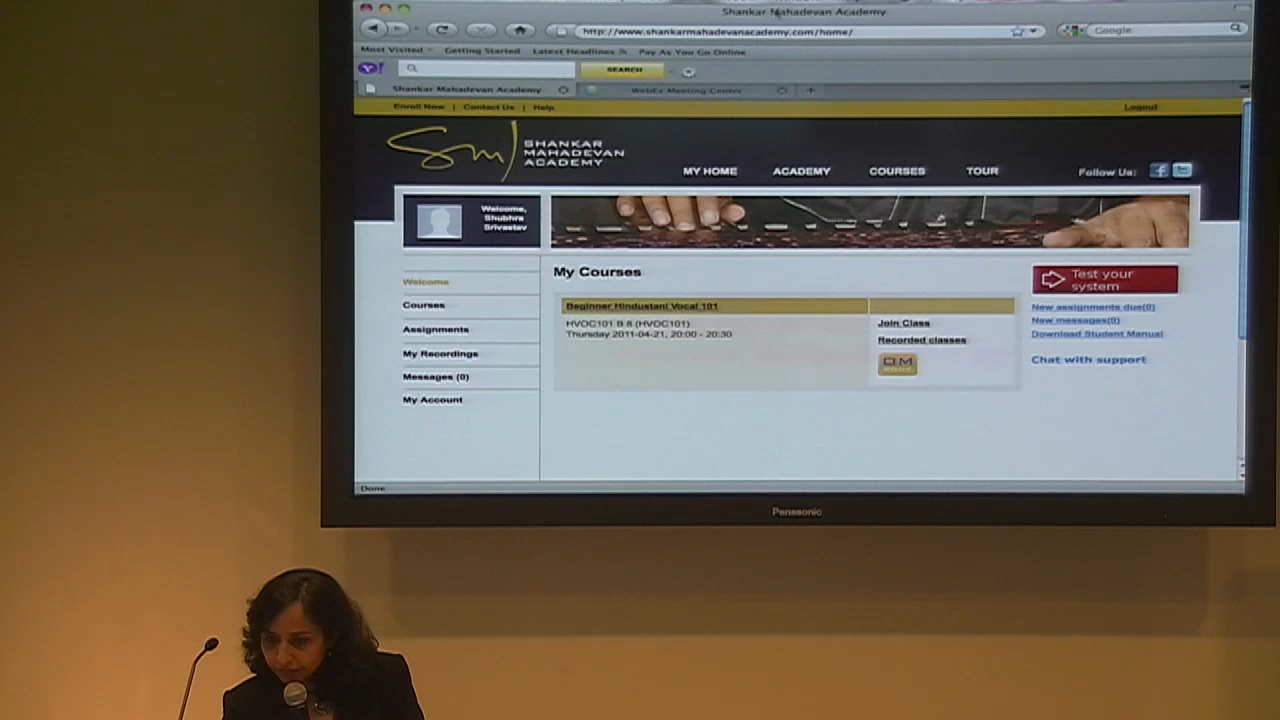 Shankar Mahadevan Academy
http://www.shankarmahadevanacademy.com/home/
Google
Most Visited Getting Started Latest Headlines Pay As You Go Online
Y! SEARCH
Shankar Mahadevan Academy WebEx Meeting Center
Enroll Now | Contact Us | Help Logout
Sm
SHANKAR
MAHADEVAN
ACADEMY
MY HOME ACADEMY COURSES TOUR Follow Us:
Welcome,
Shubhra
Srivastav
My Courses
Test your
system
Welcome
Courses
Assignments
My Recordings
Messages (0)
My Account
Beginner Hindustani Vocal 101
HVOC101 B 8 (HVOC101)
Thursday 2011-04-21, 20:00 - 20:30
Join Class
Recorded classes
OM
BOOK
New assignments due(0)
New messages(0)
Download Student Manual
Chat with support
Done
Panasonic